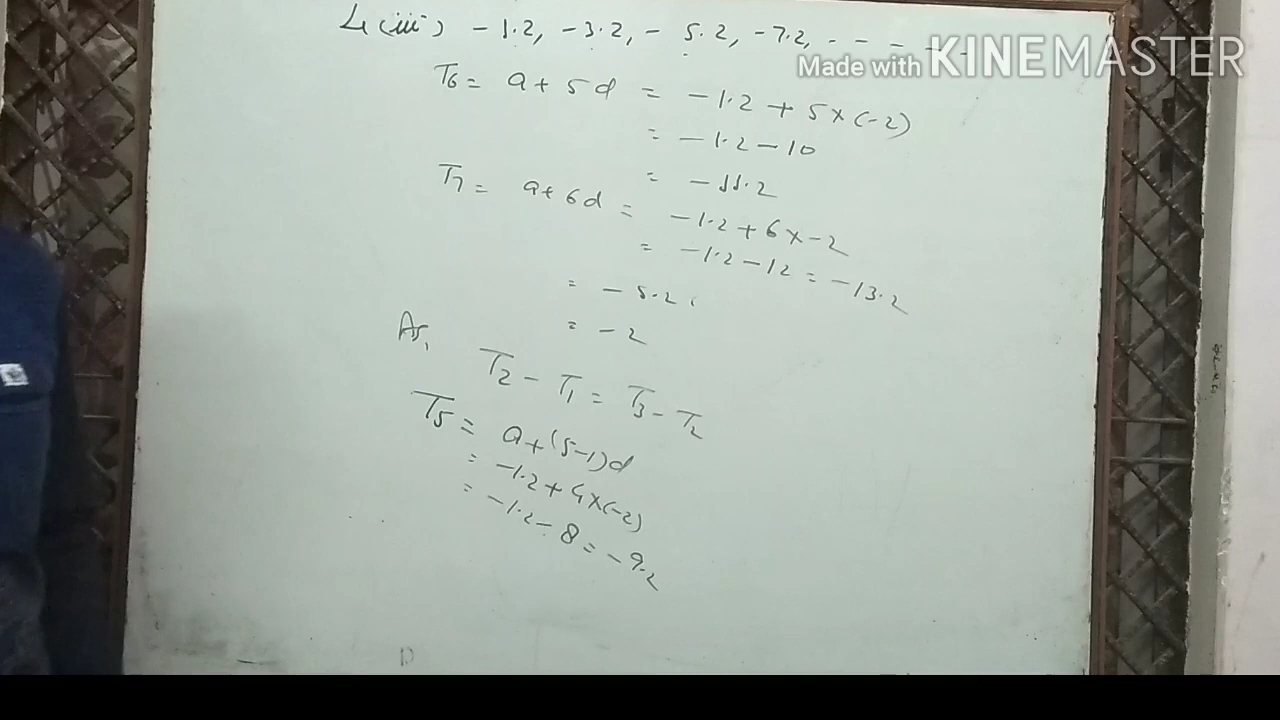 4(iii) -1.2, -3.2, - 5.2, -7.2, - - - - -
Made with KINEMASTER
T6 = a + 5d = -1.2 + 5×(-2)
= -1.2 - 10
= -11.2
T7 = a + 6d = -1.2 + 6×-2
= -1.2 - 12 = -13.2
= -5.2
= -2
As,
T2 - T1 = T3 - T2
T5 = a + (5-1)d
= -1.2 + 4×(-2)
= -1.2 - 8 = -9.2